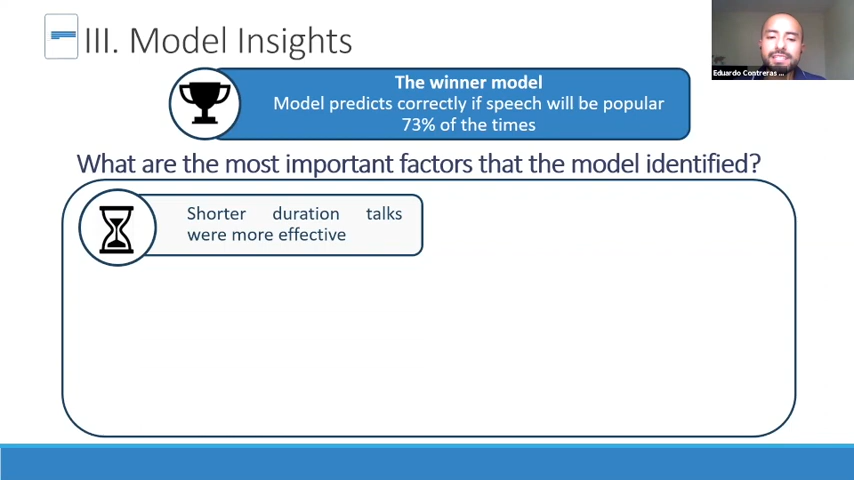 III. Model Insights
Eduardo Contreras ...
The winner model
Model predicts correctly if speech will be popular
73% of the times
What are the most important factors that the model identified?
Shorter duration talks
were more effective